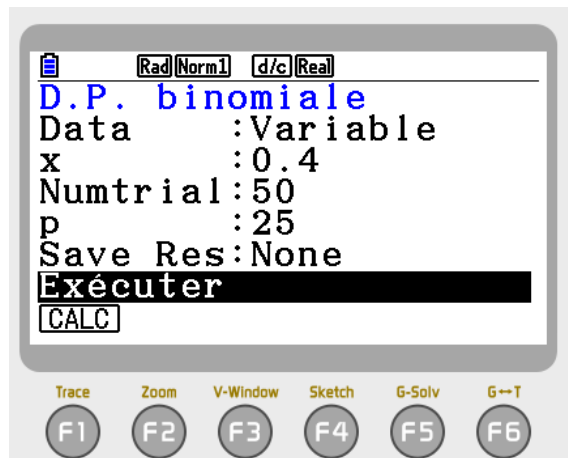 Rad Norm1 d/c Real
D.P. binomiale
Data :Variable
x :0.4
Numtrial:50
p :25
Save Res:None
Exécuter
CALC
Trace Zoom V-Window Sketch G-Solv G↔T
F1 F2 F3 F4 F5 F6